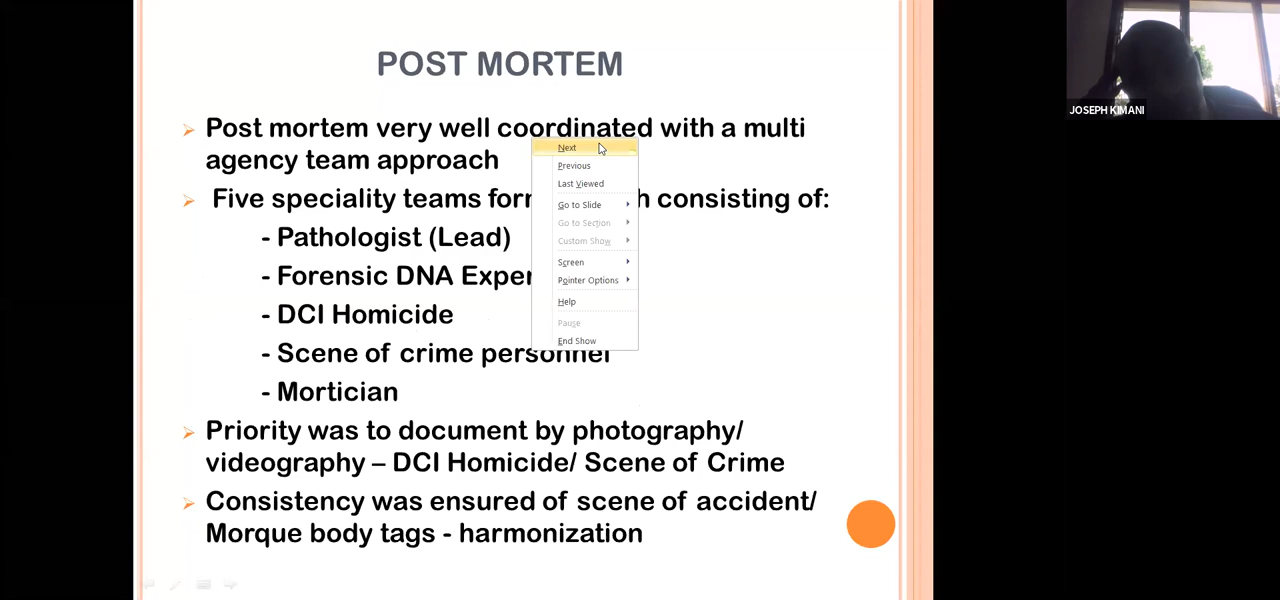 POST MORTEM
Post mortem very well coordinated with a multi
agency team approach
Five speciality teams consisting of:
- Pathologist (Lead)
- Forensic DNA
- DCI Homicide
- Scene of crime personnel
- Mortician
Priority was to document by photography/
videography – DCI Homicide/ Scene of Crime
Consistency was ensured of scene of accident/
Morque body tags - harmonization
Next
Previous
Last Viewed
Go to Slide
Go to Section
Custom Show
Screen
Pointer Options
Help
Pause
End Show
JOSEPH KIMANI